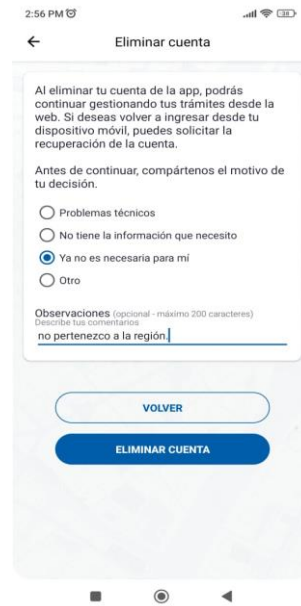 2:56 PM
38
Eliminar cuenta
Al eliminar tu cuenta de la app, podrás
continuar gestionando tus trámites desde la
web. Si deseas volver a ingresar desde tu
dispositivo móvil, puedes solicitar la
recuperación de la cuenta.
Antes de continuar, compártenos el motivo de
tu decisión.
Problemas técnicos
No tiene la información que necesito
Ya no es necesaria para mí
Otro
Observaciones (opcional - máximo 200 caracteres)
Describe tus comentarios
no pertenezco a la región.
VOLVER
ELIMINAR CUENTA